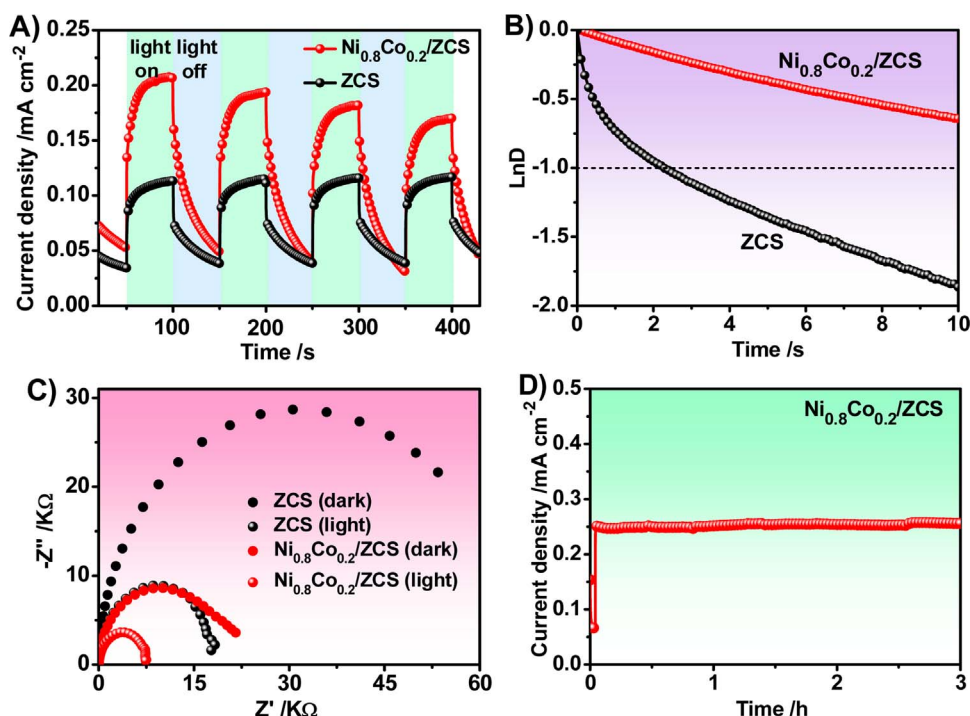 A)
Current density /mA cm⁻²
0.25
0.20
0.15
0.10
0.05
0.00
light light
on off
Ni₀.₈Co₀.₂/ZCS
ZCS
100 200 300 400
Time /s
B)
LnD
0.0
-0.5
-1.0
-1.5
-2.0
Ni₀.₈Co₀.₂/ZCS
ZCS
0 2 4 6 8 10
Time /s
C)
-Z'' /KΩ
30
20
10
0
ZCS (dark)
ZCS (light)
Ni₀.₈Co₀.₂/ZCS (dark)
Ni₀.₈Co₀.₂/ZCS (light)
0 15 30 45 60
Z' /KΩ
D)
Current density /mA cm⁻²
0.5
0.4
0.3
0.2
0.1
0.0
Ni₀.₈Co₀.₂/ZCS
0 1 2 3
Time /h